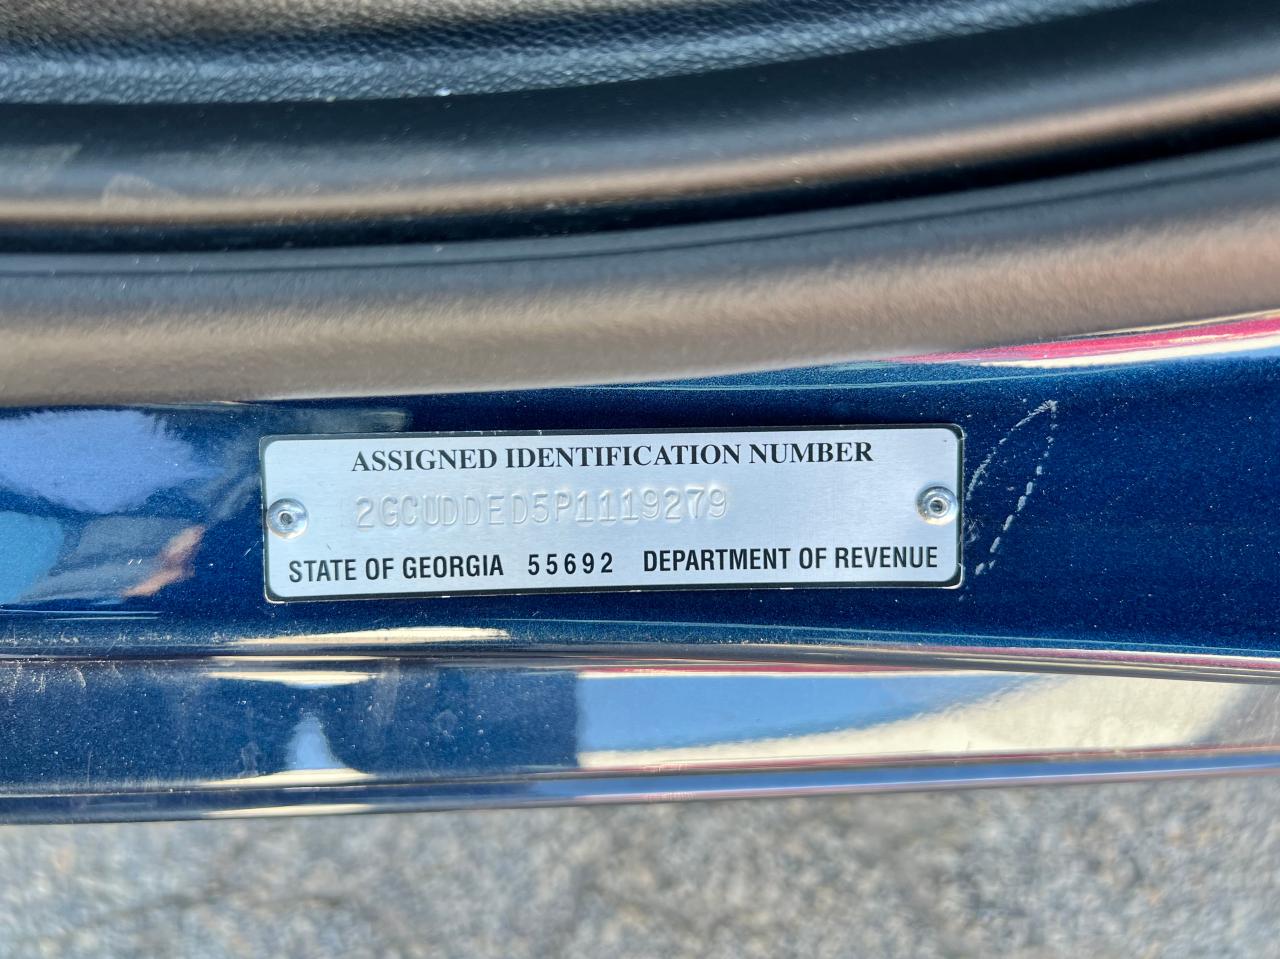 ASSIGNED IDENTIFICATION NUMBER
2GCUDDED5P1119279
STATE OF GEORGIA 55692 DEPARTMENT OF REVENUE